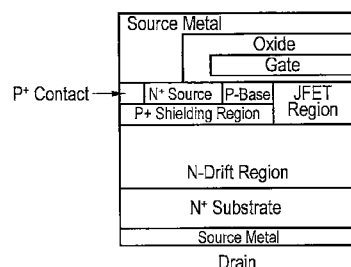 Source Metal
Oxide
Gate
P+ Contact
N+ Source
P-Base
JFET
Region
P+ Shielding Region
N-Drift Region
N+ Substrate
Source Metal
Drain